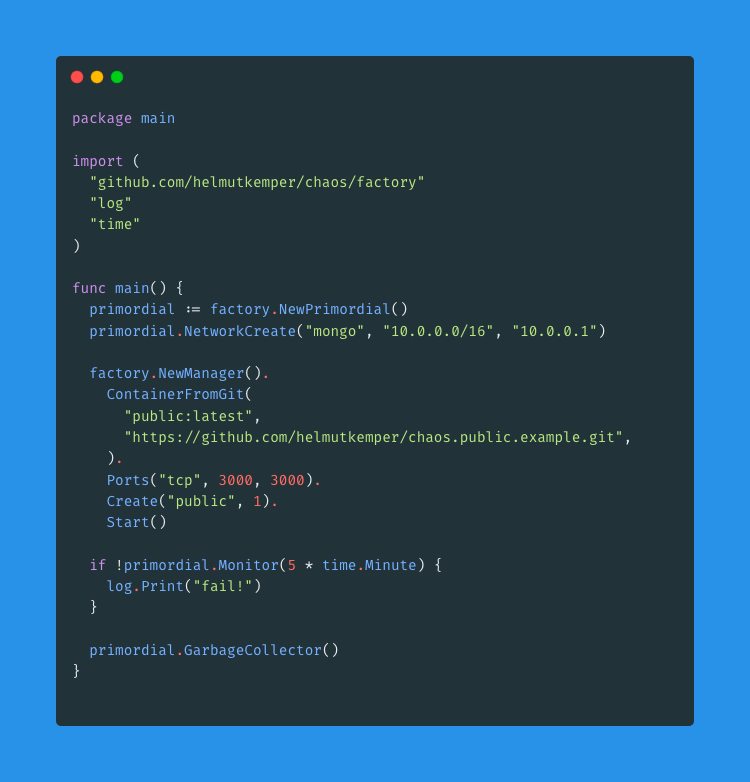 package main
import (
  "github.com/helmutkemper/chaos/factory"
  "log"
  "time"
)
func main() {
  primordial := factory.NewPrimordial()
  primordial.NetworkCreate("mongo", "10.0.0.0/16", "10.0.0.1")
  factory.NewManager().
    ContainerFromGit(
      "public:latest",
      "https://github.com/helmutkemper/chaos.public.example.git",
    ).
    Ports("tcp", 3000, 3000).
    Create("public", 1).
    Start()
  if !primordial.Monitor(5 * time.Minute) {
    log.Print("fail!")
  }
  primordial.GarbageCollector()
}